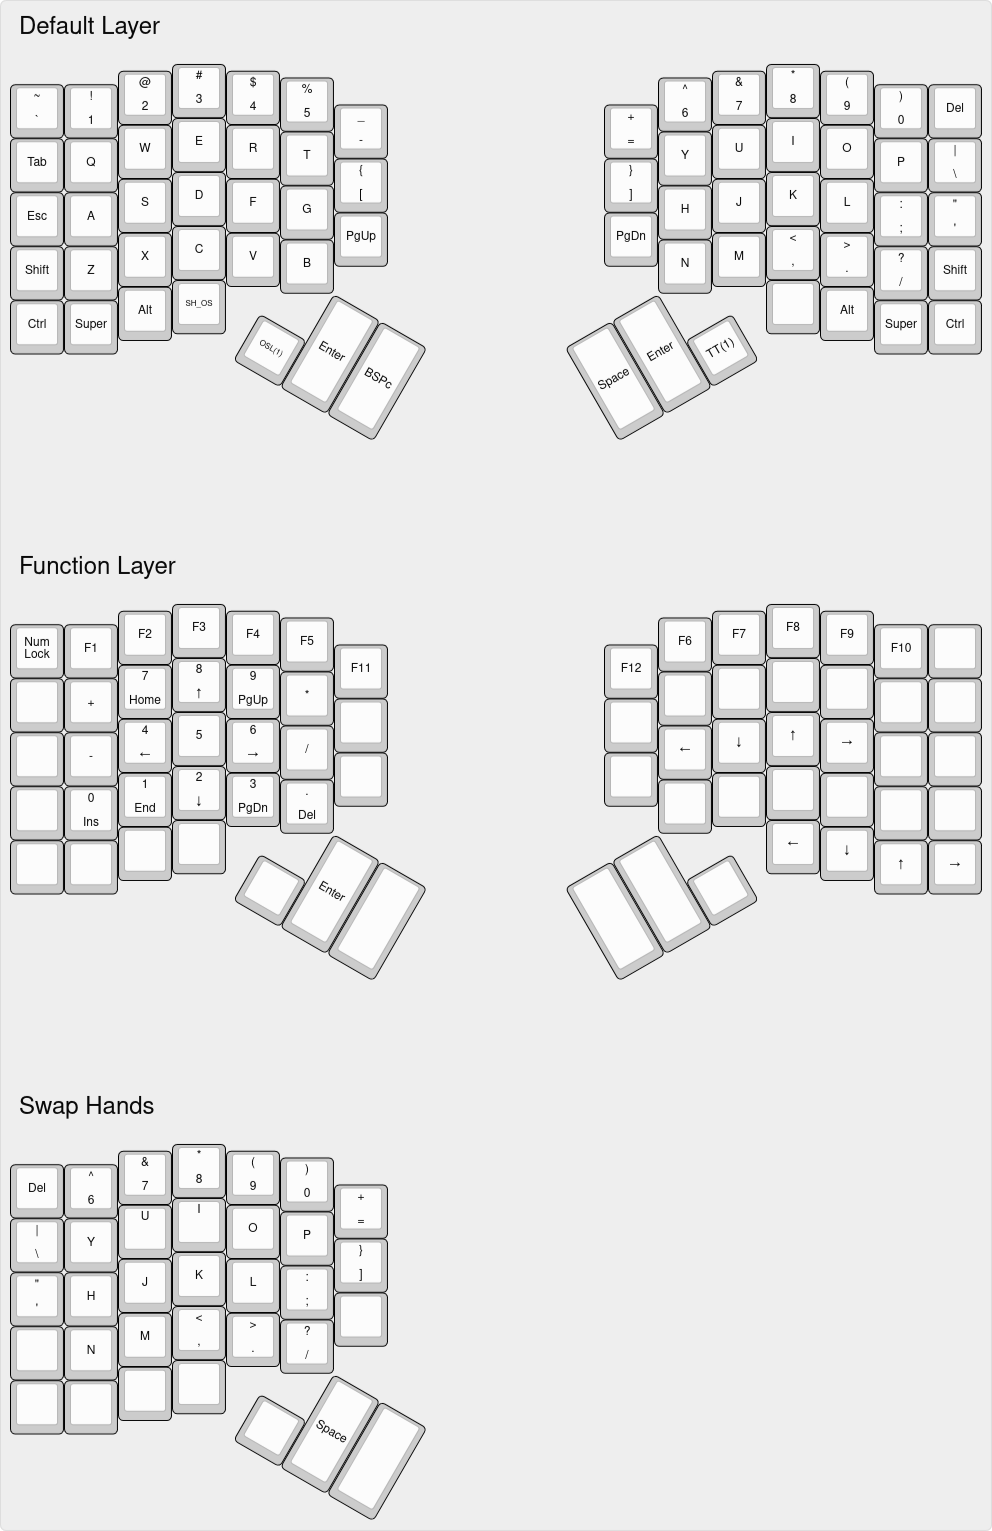 Default Layer
~ ! @ # $ % _ + ^ & * ( ) Del
` 1 2 3 4 5 - = 6 7 8 9 0
Tab Q W E R T { } Y U I O P |
[ ] \
Esc A S D F G PgUp PgDn H J K L : "
; '
Shift Z X C V B N M < > ? Shift
, . /
Ctrl Super Alt SH_OS Alt Super Ctrl
OSL(1) Enter BSPc Space Enter TT(1)
Function Layer
Num
Lock F1 F2 F3 F4 F5 F11 F12 F6 F7 F8 F9 F10
+ 7 8 9 *
Home ↑ PgUp
- 4 5 6 / ← ↓ ↑ →
← →
0 1 2 3 .
Ins End ↓ PgDn Del
← ↓ ↑ →
Enter
Swap Hands
Del ^ & * ( ) +
6 7 8 9 0 =
| Y U I O P }
\ ]
" H J K L :
' ;
N M < > ?
, . /
Space